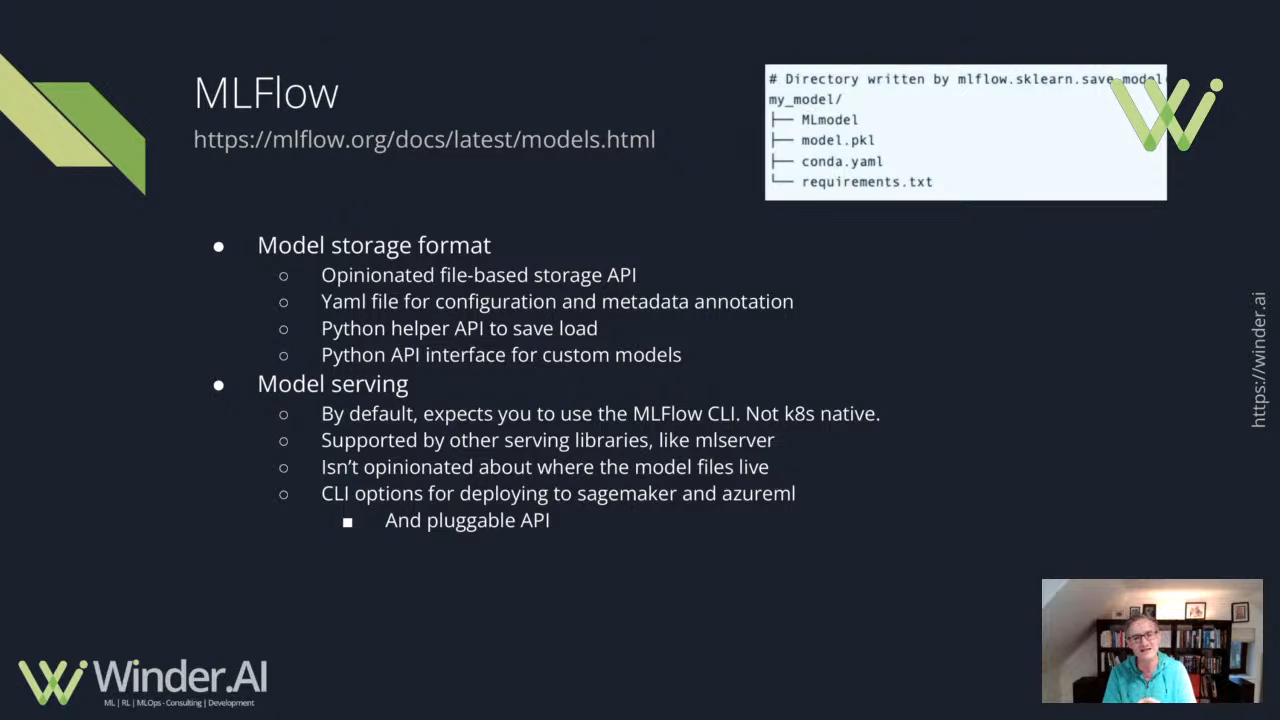 MLFlow
https://mlflow.org/docs/latest/models.html
# Directory written by mlflow.sklearn.save_model
my_model/
├── MLmodel
├── model.pkl
├── conda.yaml
└── requirements.txt
● Model storage format
○ Opinionated file-based storage API
○ Yaml file for configuration and metadata annotation
○ Python helper API to save load
○ Python API interface for custom models
● Model serving
○ By default, expects you to use the MLFlow CLI. Not k8s native.
○ Supported by other serving libraries, like mlserver
○ Isn’t opinionated about where the model files live
○ CLI options for deploying to sagemaker and azureml
■ And pluggable API
https://winder.ai
Winder.AI
ML | RL | MLOps - Consulting | Development